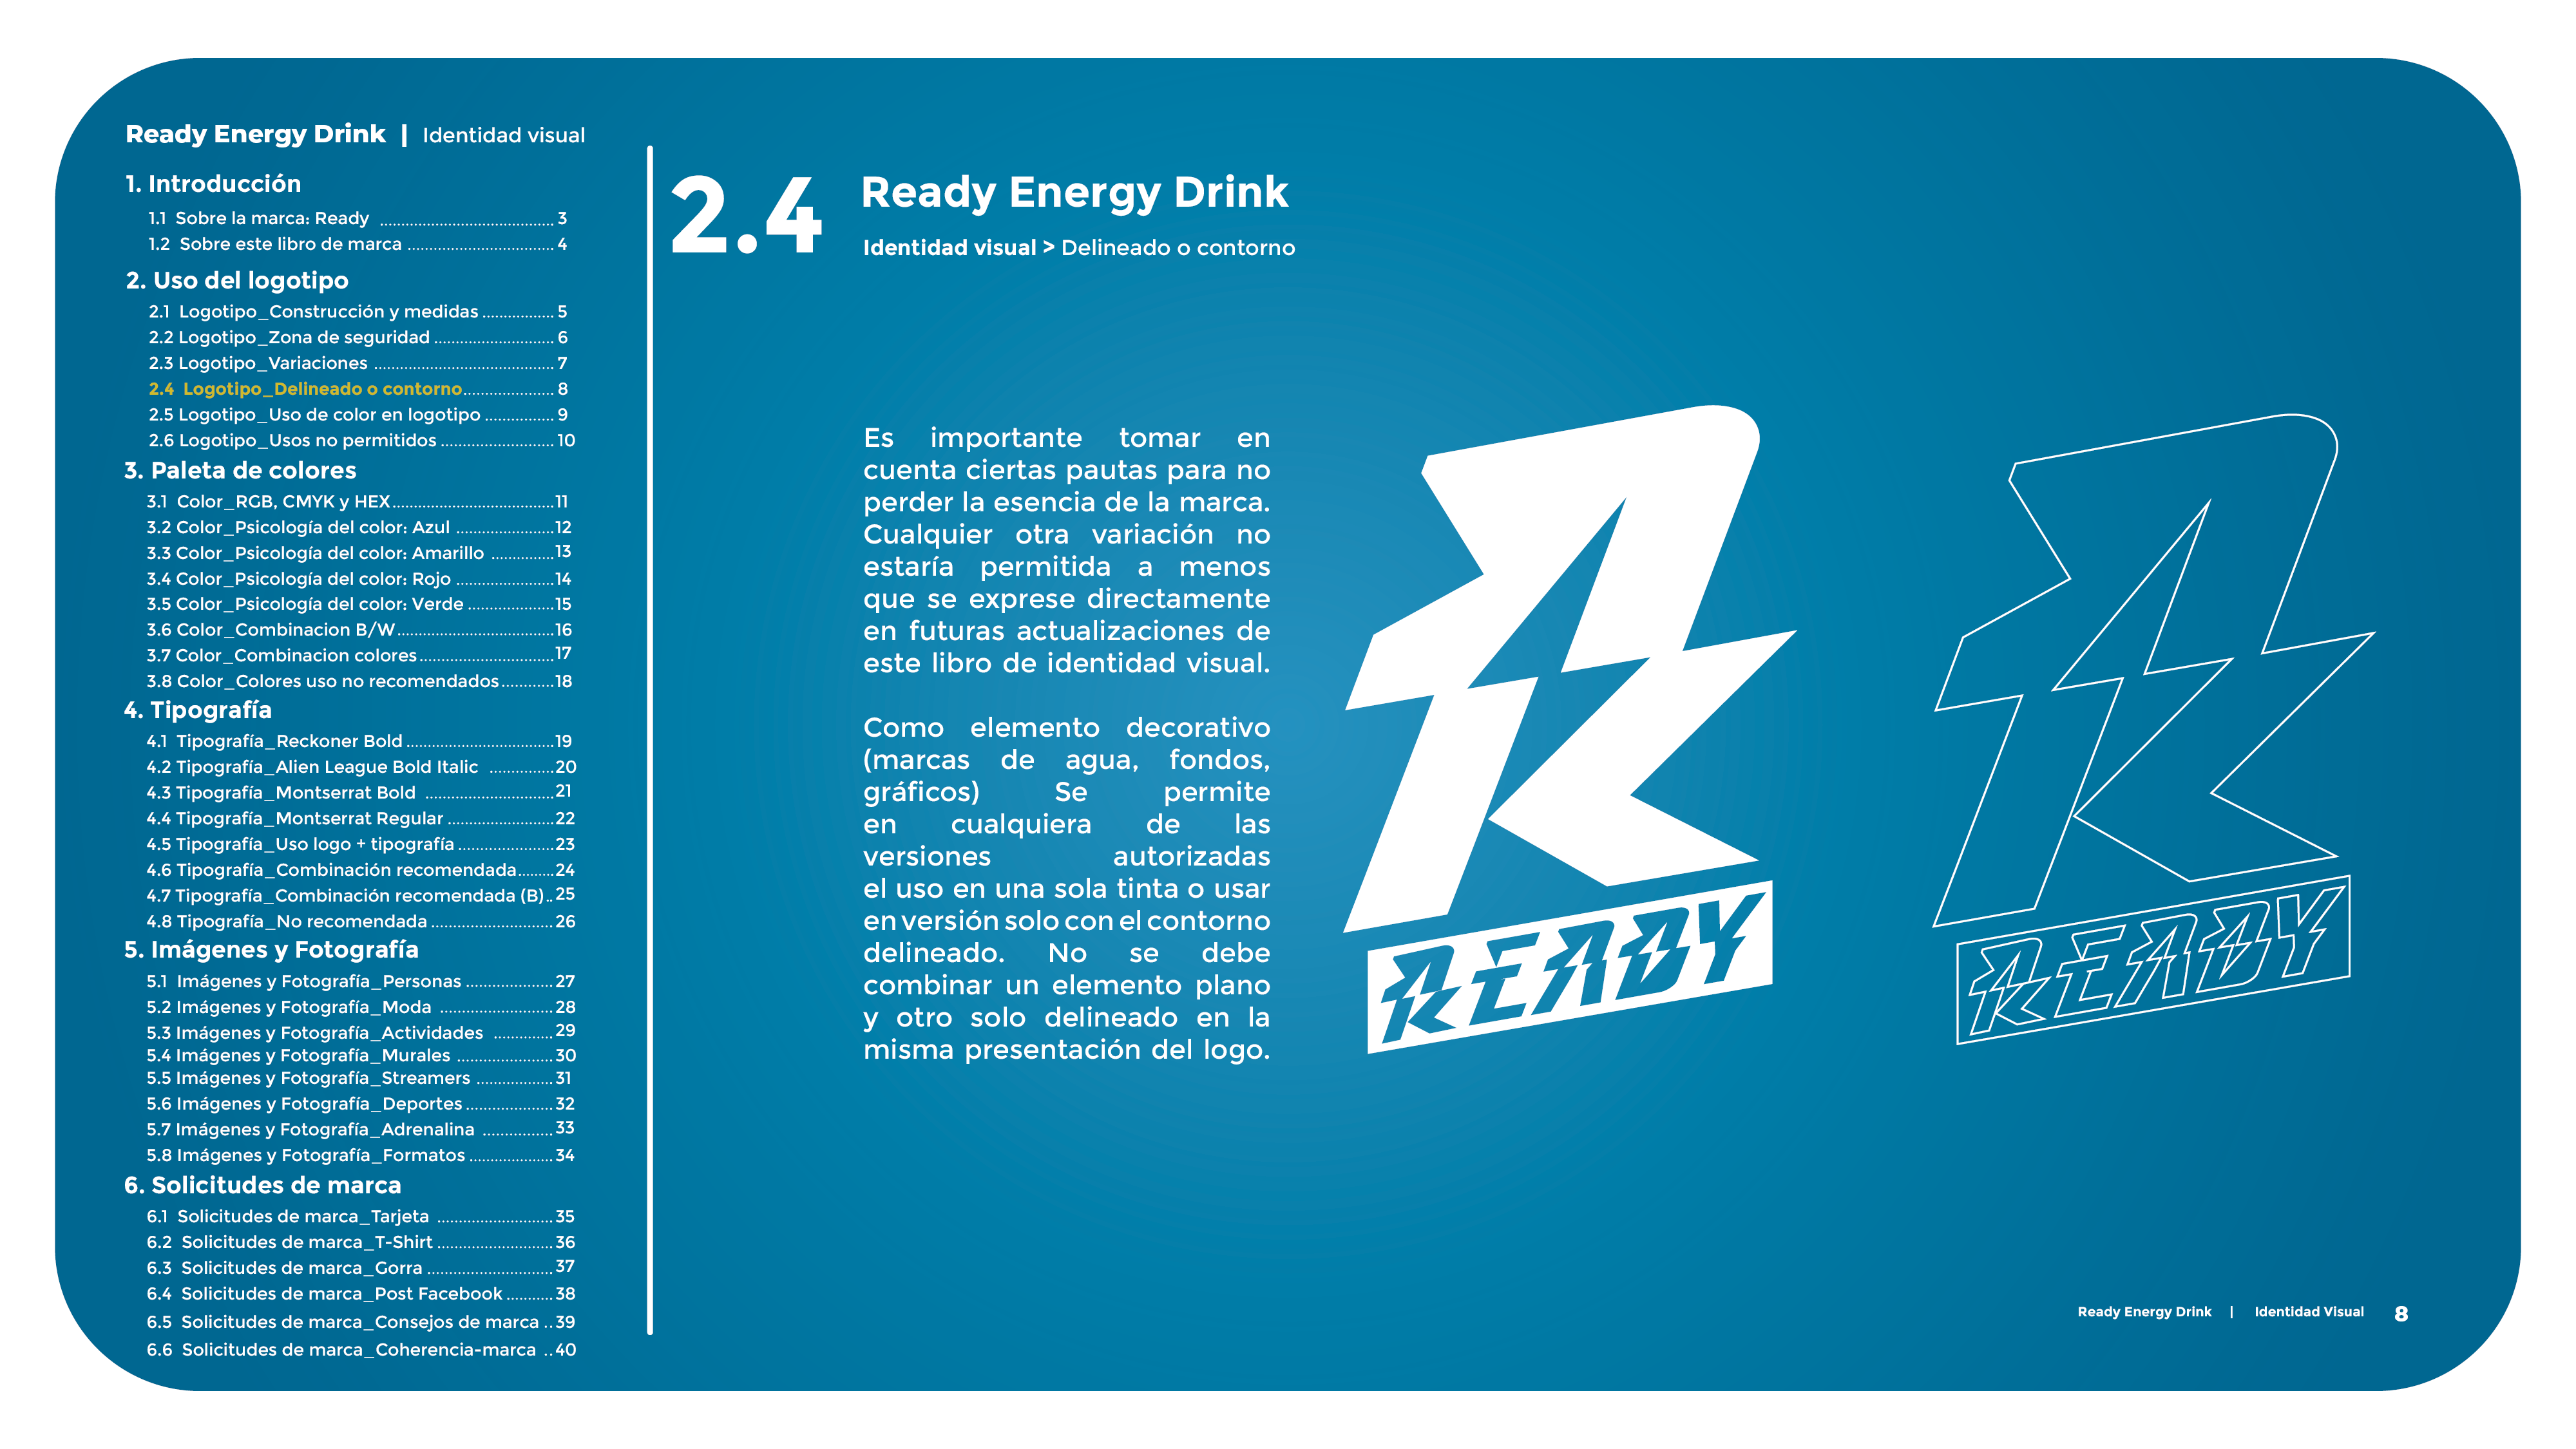 Ready Energy Drink | Identidad visual
1. Introducción
1.1 Sobre la marca: Ready ........................................ 3
1.2 Sobre este libro de marca ................................. 4
2. Uso del logotipo
2.1 Logotipo_Construcción y medidas ................ 5
2.2 Logotipo_Zona de seguridad ........................... 6
2.3 Logotipo_Variaciones ........................................ 7
2.4 Logotipo_Delineado o contorno..................... 8
2.5 Logotipo_Uso de color en logotipo ................ 9
2.6 Logotipo_Usos no permitidos ......................... 10
3. Paleta de colores
3.1 Color_RGB, CMYK y HEX.................................... 11
3.2 Color_Psicología del color: Azul ...................... 12
3.3 Color_Psicología del color: Amarillo .............. 13
3.4 Color_Psicología del color: Rojo ...................... 14
3.5 Color_Psicología del color: Verde ................... 15
3.6 Color_Combinacion B/W................................... 16
3.7 Color_Combinacion colores.............................. 17
3.8 Color_Colores uso no recomendados............ 18
4. Tipografía
4.1 Tipografía_Reckoner Bold ................................. 19
4.2 Tipografía_Alien League Bold Italic .............. 20
4.3 Tipografía_Montserrat Bold ............................. 21
4.4 Tipografía_Montserrat Regular ........................ 22
4.5 Tipografía_Uso logo + tipografía ..................... 23
4.6 Tipografía_Combinación recomendada........ 24
4.7 Tipografía_Combinación recomendada (B).. 25
4.8 Tipografía_No recomendada ........................... 26
5. Imágenes y Fotografía
5.1 Imágenes y Fotografía_Personas ................... 27
5.2 Imágenes y Fotografía_Moda ......................... 28
5.3 Imágenes y Fotografía_Actividades ............. 29
5.4 Imágenes y Fotografía_Murales ..................... 30
5.5 Imágenes y Fotografía_Streamers ................. 31
5.6 Imágenes y Fotografía_Deportes ................... 32
5.7 Imágenes y Fotografía_Adrenalina ............... 33
5.8 Imágenes y Fotografía_Formatos .................. 34
6. Solicitudes de marca
6.1 Solicitudes de marca_Tarjeta .......................... 35
6.2 Solicitudes de marca_T-Shirt .......................... 36
6.3 Solicitudes de marca_Gorra ............................ 37
6.4 Solicitudes de marca_Post Facebook .......... 38
6.5 Solicitudes de marca_Consejos de marca .. 39
6.6 Solicitudes de marca_Coherencia-marca .. 40
2.4
Ready Energy Drink
Identidad visual > Delineado o contorno
Es importante tomar en
cuenta ciertas pautas para no
perder la esencia de la marca.
Cualquier otra variación no
estaría permitida a menos
que se exprese directamente
en futuras actualizaciones de
este libro de identidad visual.
Como elemento decorativo
(marcas de agua, fondos,
gráficos) Se permite
en cualquiera de las
versiones autorizadas
el uso en una sola tinta o usar
en versión solo con el contorno
delineado. No se debe
combinar un elemento plano
y otro solo delineado en la
misma presentación del logo.
R
READY
R
READY
Ready Energy Drink | Identidad Visual 8